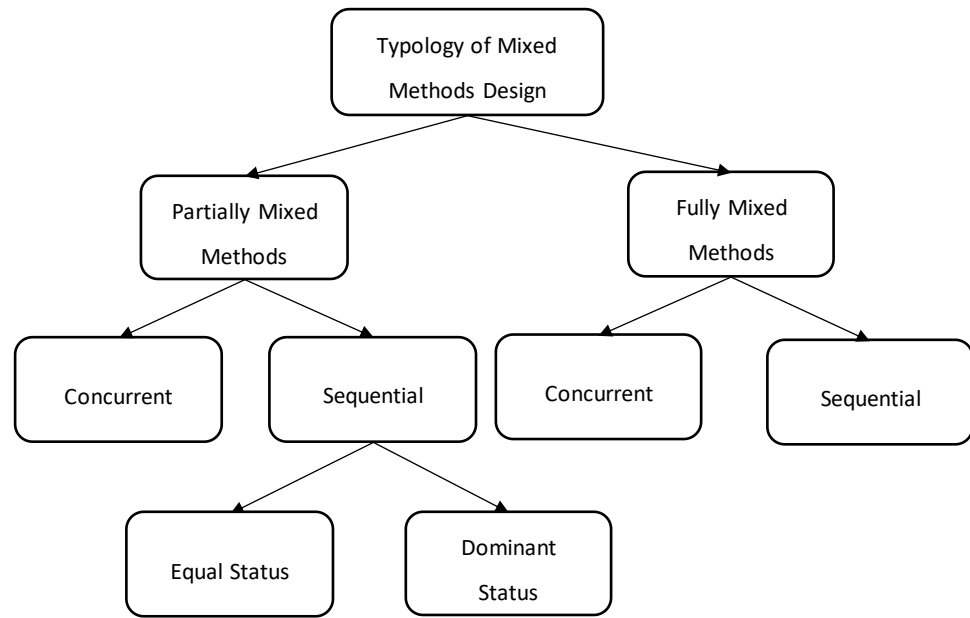 Typology of Mixed
Methods Design
Partially Mixed
Methods
Fully Mixed
Methods
Concurrent
Sequential
Concurrent
Sequential
Equal Status
Dominant
Status